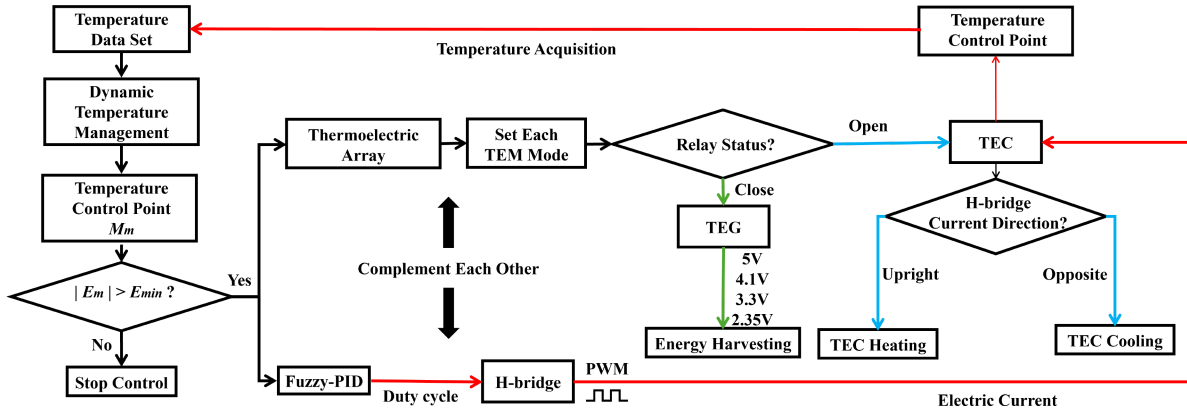 Temperature
Data Set
Temperature Acquisition
Temperature
Control Point
Dynamic
Temperature
Management
Thermoelectric
Array
Set Each
TEM Mode
Relay Status?
Open
TEC
Close
Temperature
Control Point
Mm
TEG
H-bridge
Current Direction?
5V
4.1V
3.3V
2.35V
Complement Each Other
Yes
| Em | > Emin ?
Upright
Opposite
No
Energy Harvesting
TEC Heating
TEC Cooling
Stop Control
Fuzzy-PID
Duty cycle
H-bridge
PWM
Electric Current